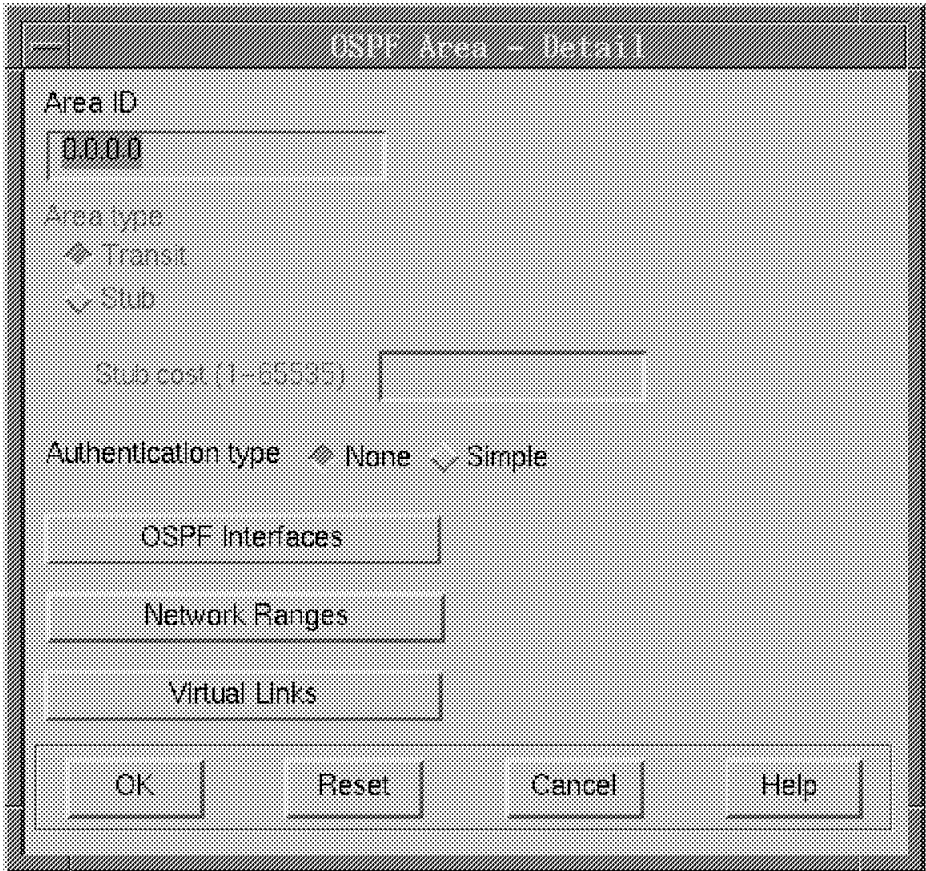 OSPF Area - Detail
Area ID
0.0.0.0
Area type
Transit
Stub
Stub cost (1-65535)
Authentication type None Simple
OSPF Interfaces
Network Ranges
Virtual Links
OK Reset Cancel Help